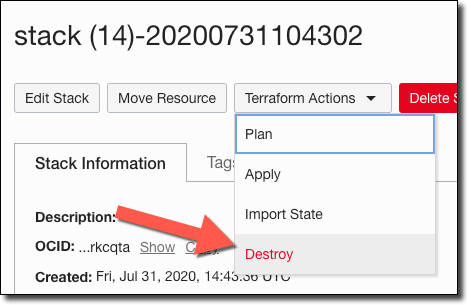 stack (14)-20200731104302
Edit Stack Move Resource Terraform Actions Delete S
Plan
Stack Information Tags
Apply
Import State
Description:
OCID: ...rkcqta Show
Destroy
Created: Fri, Jul 31, 2020, 14:43:36 UTC